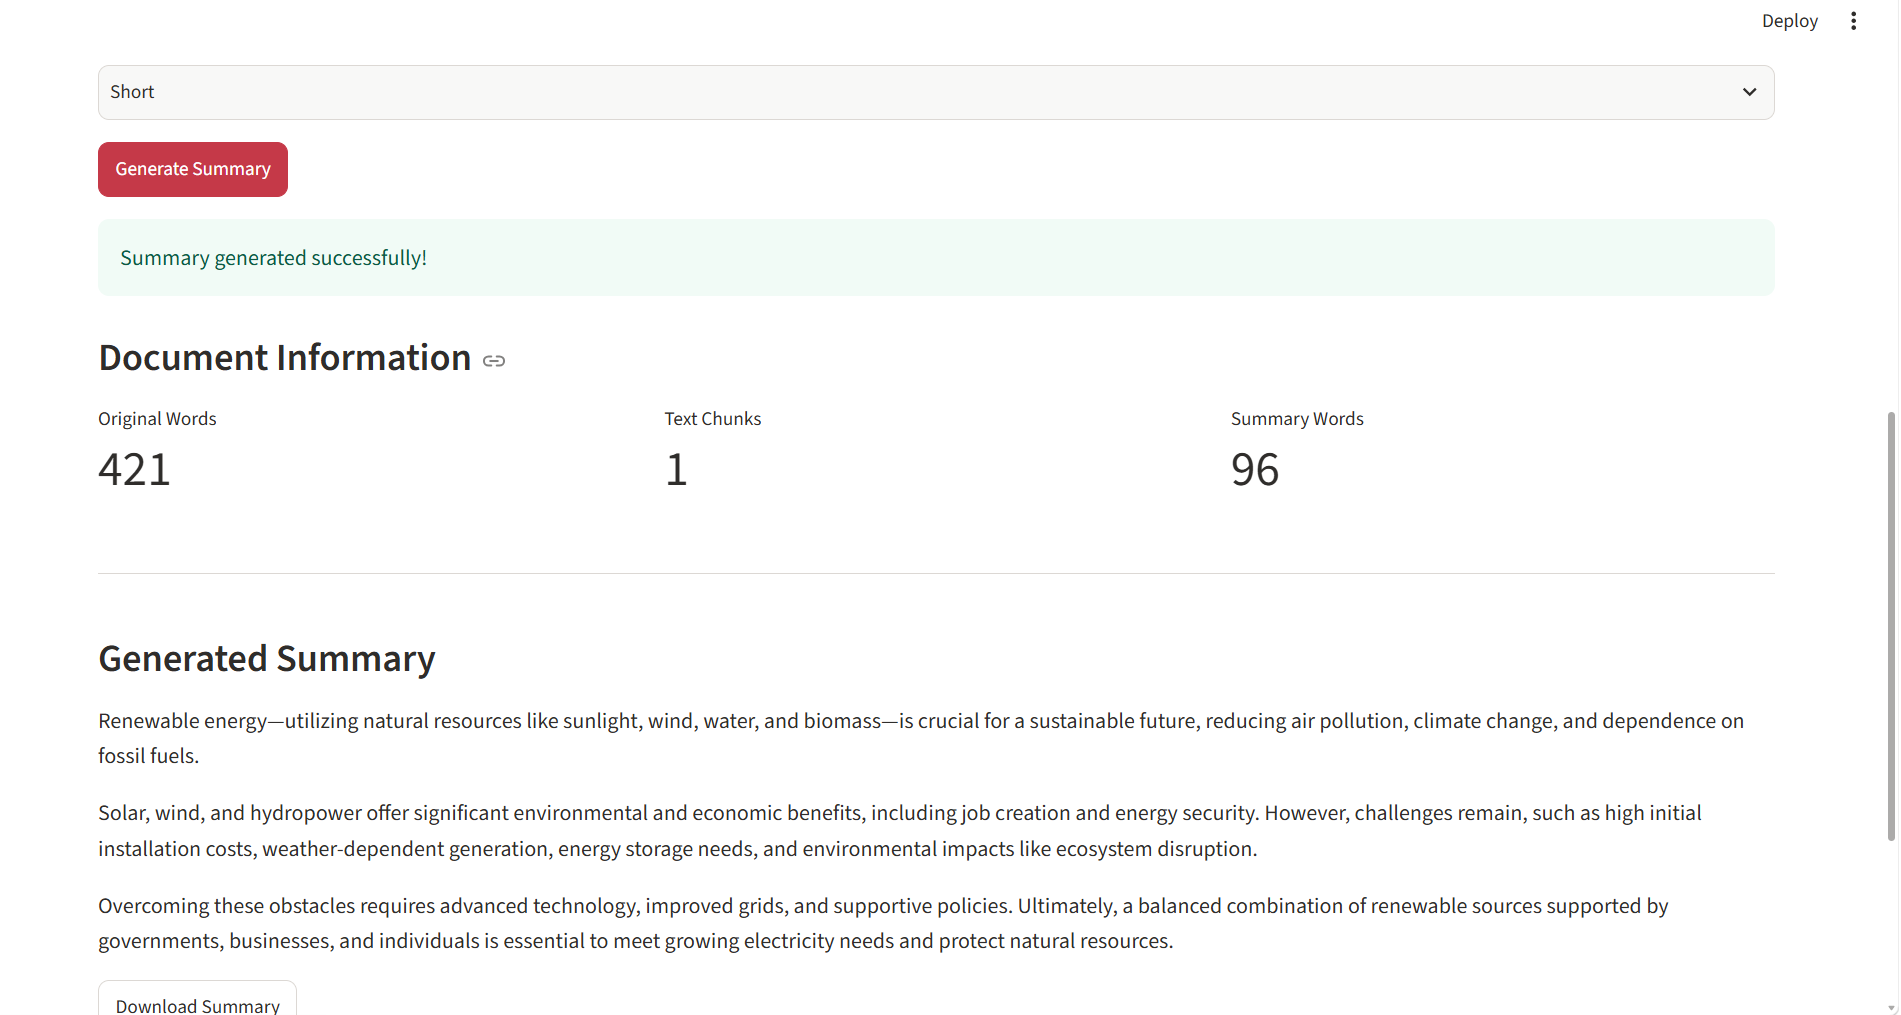 Deploy
Short
Generate Summary
Summary generated successfully!
Document Information
Original Words
Text Chunks
Summary Words
421
1
96
Generated Summary
Renewable energy—utilizing natural resources like sunlight, wind, water, and biomass—is crucial for a sustainable future, reducing air pollution, climate change, and dependence on
fossil fuels.
Solar, wind, and hydropower offer significant environmental and economic benefits, including job creation and energy security. However, challenges remain, such as high initial
installation costs, weather-dependent generation, energy storage needs, and environmental impacts like ecosystem disruption.
Overcoming these obstacles requires advanced technology, improved grids, and supportive policies. Ultimately, a balanced combination of renewable sources supported by
governments, businesses, and individuals is essential to meet growing electricity needs and protect natural resources.
Download Summary